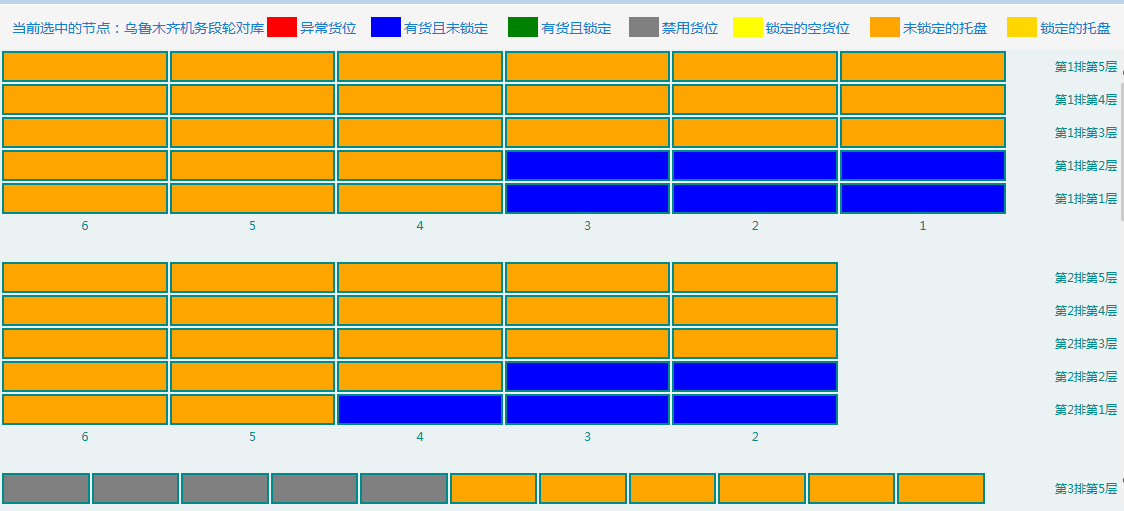 当前选中的节点：乌鲁木齐机务段轮对库 异常货位 有货且未锁定 有货且锁定 禁用货位 锁定的空货位 未锁定的托盘 锁定的托盘
第1排第5层
第1排第4层
第1排第3层
第1排第2层
第1排第1层
6 5 4 3 2 1
第2排第5层
第2排第4层
第2排第3层
第2排第2层
第2排第1层
6 5 4 3 2
第3排第5层